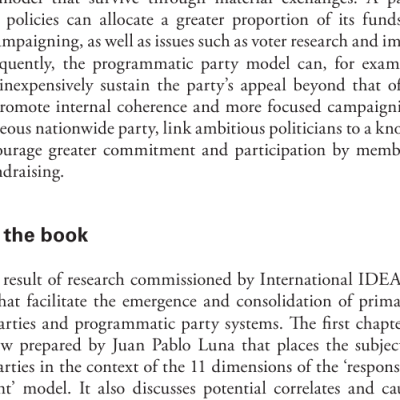 model that survive through material exchanges. A pa
policies can allocate a greater proportion of its funds
mpaigning, as well as issues such as voter research and im
quently, the programmatic party model can, for exam
inexpensively sustain the party's appeal beyond that of
romote internal coherence and more focused campaigni
eous nationwide party, link ambitious politicians to a kno
ourage greater commitment and participation by memb
ndraising.
the book
result of research commissioned by International IDEA
hat facilitate the emergence and consolidation of prima
arties and programmatic party systems. The first chapte
w prepared by Juan Pablo Luna that places the subjec
arties in the context of the 11 dimensions of the 'respons
nt' model. It also discusses potential correlates and cau